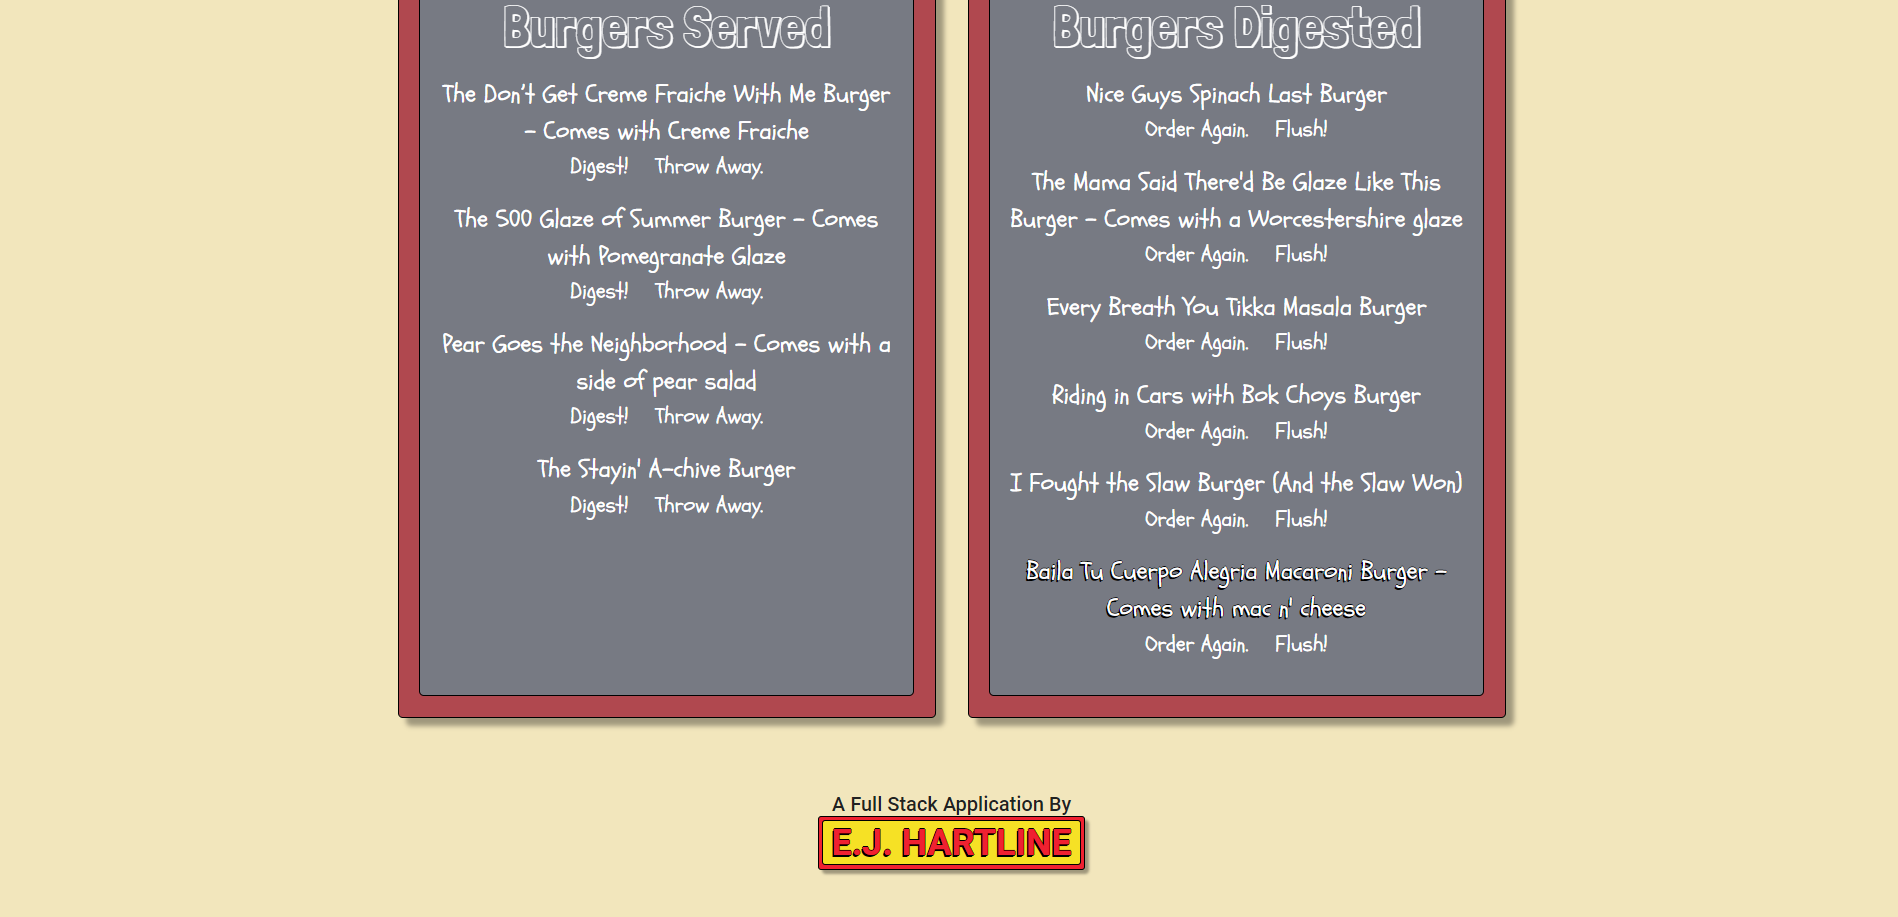 Burgers Served
The Don't Get Creme Fraiche With Me Burger
- Comes with Creme Fraiche
Digest! Throw Away.
The 500 Glaze of Summer Burger - Comes
with Pomegranate Glaze
Digest! Throw Away.
Pear Goes the Neighborhood - Comes with a
side of pear salad
Digest! Throw Away.
The Stayin' A-chive Burger
Digest! Throw Away.
Burgers Digested
Nice Guys Spinach Last Burger
Order Again. Flush!
The Mama Said There'd Be Glaze Like This
Burger - Comes with a Worcestershire glaze
Order Again. Flush!
Every Breath You Tikka Masala Burger
Order Again. Flush!
Riding in Cars with Bok Choys Burger
Order Again. Flush!
I Fought the Slaw Burger (And the Slaw Won)
Order Again. Flush!
Baila Tu Cuerpo Alegria Macaroni Burger -
Comes with mac n' cheese
Order Again. Flush!
A Full Stack Application By
E.J. HARTLINE